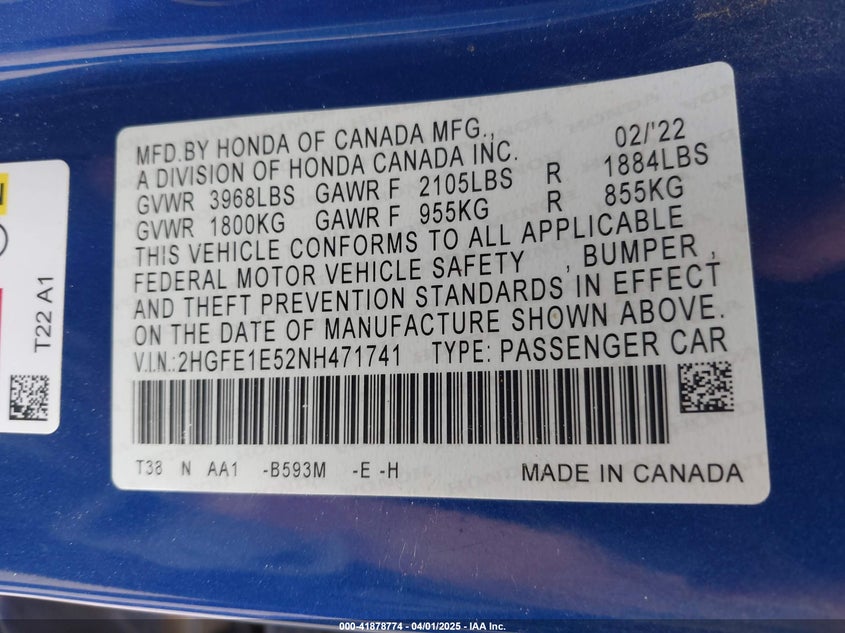 MFD.BY HONDA OF CANADA MFG., 02/'22
A DIVISION OF HONDA CANADA INC.
GVWR 3968LBS GAWR F 2105LBS R 1884LBS
GVWR 1800KG GAWR F 955KG R 855KG
THIS VEHICLE CONFORMS TO ALL APPLICABLE
FEDERAL MOTOR VEHICLE SAFETY , BUMPER ,
AND THEFT PREVENTION STANDARDS IN EFFECT
ON THE DATE OF MANUFACTURE SHOWN ABOVE.
V.I.N.:2HGFE1E52NH471741 TYPE: PASSENGER CAR
T38 N AA1 -B593M -E -H MADE IN CANADA
T22 A1
000-41878774 - 04/01/2025 - IAA Inc.